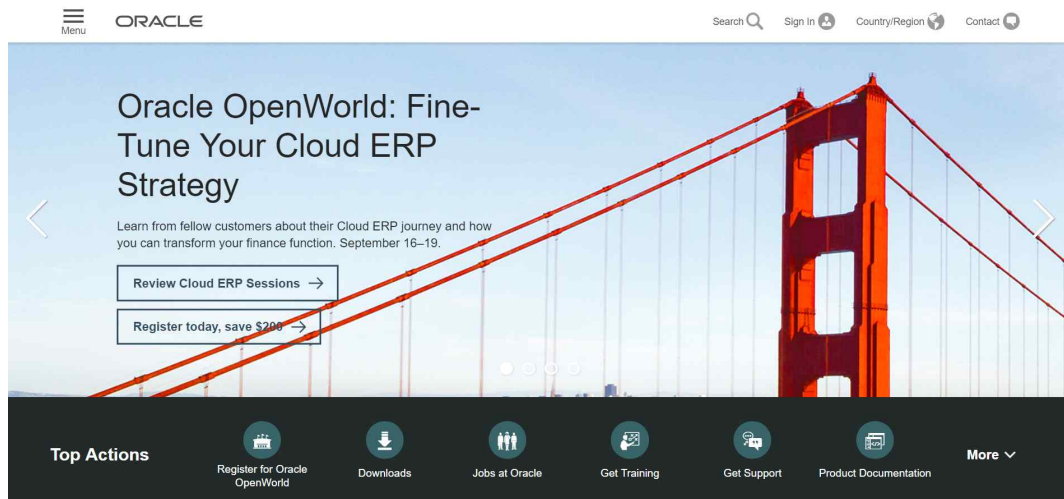 Menu
ORACLE
Search
Sign In
Country/Region
Contact
Oracle OpenWorld: Fine-
Tune Your Cloud ERP
Strategy
Learn from fellow customers about their Cloud ERP journey and how
you can transform your finance function. September 16–19.
Review Cloud ERP Sessions →
Register today, save $200 →
Top Actions
Register for Oracle
OpenWorld
Downloads
Jobs at Oracle
Get Training
Get Support
Product Documentation
More